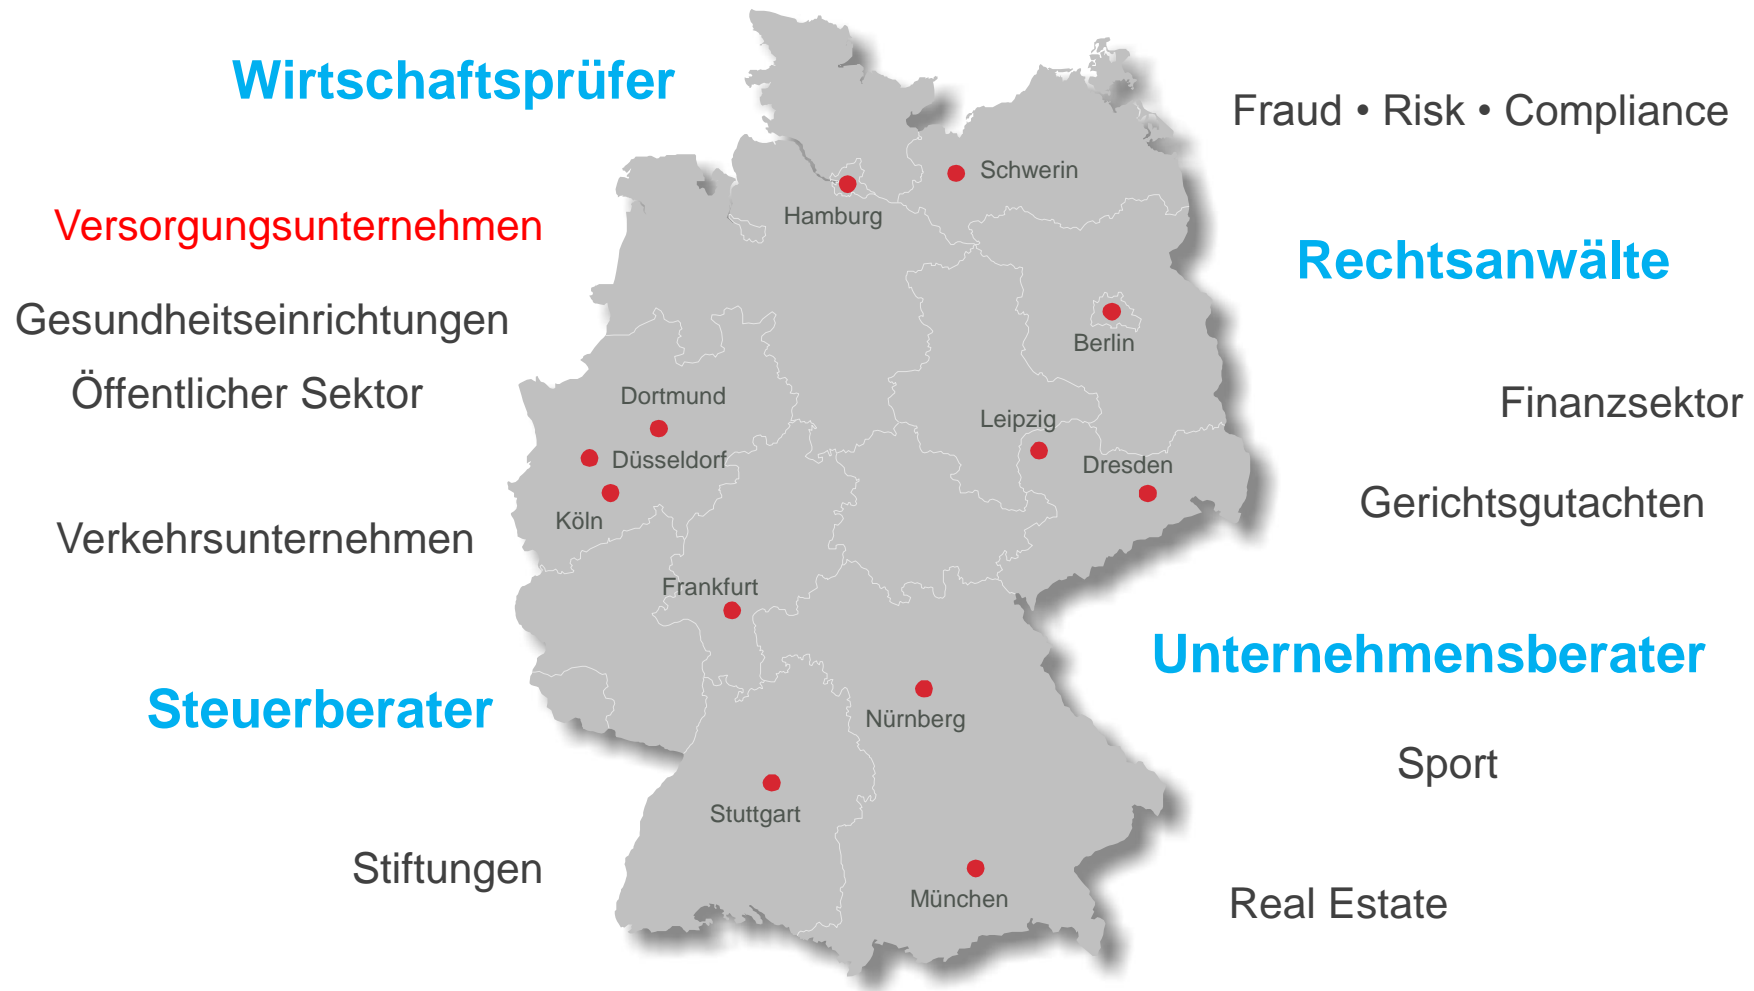 Wirtschaftsprüfer
Fraud • Risk • Compliance
Schwerin
Hamburg
Versorgungsunternehmen
Rechtsanwälte
Gesundheitseinrichtungen
Berlin
Öffentlicher Sektor
Dortmund
Finanzsektor
Leipzig
Düsseldorf
Dresden
Gerichtsgutachten
Köln
Verkehrsunternehmen
Frankfurt
Unternehmensberater
Steuerberater
Nürnberg
Sport
Stuttgart
Stiftungen
München
Real Estate